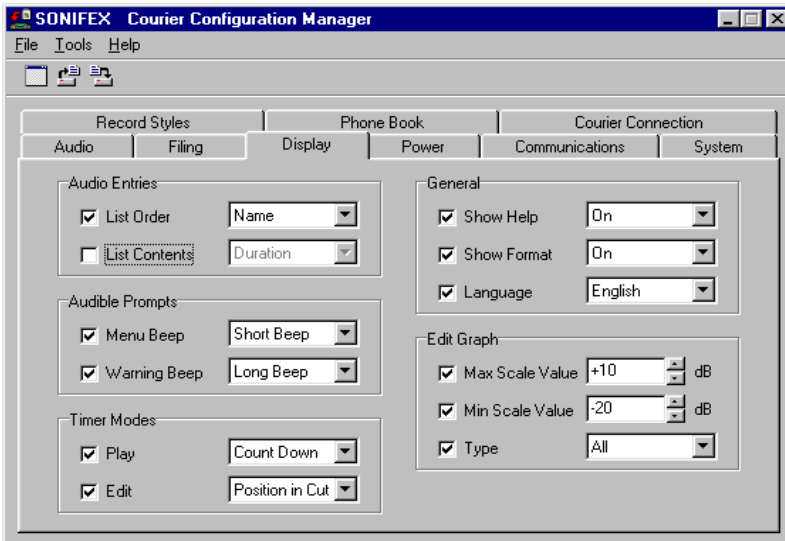 SONIFEX Courier Configuration Manager
File Tools Help
Record Styles Phone Book Courier Connection
Audio Filing Display Power Communications System
Audio Entries
List Order Name
List Contents Duration
Audible Prompts
Menu Beep Short Beep
Warning Beep Long Beep
Timer Modes
Play Count Down
Edit Position in Cut
General
Show Help On
Show Format On
Language English
Edit Graph
Max Scale Value +10 dB
Min Scale Value -20 dB
Type All